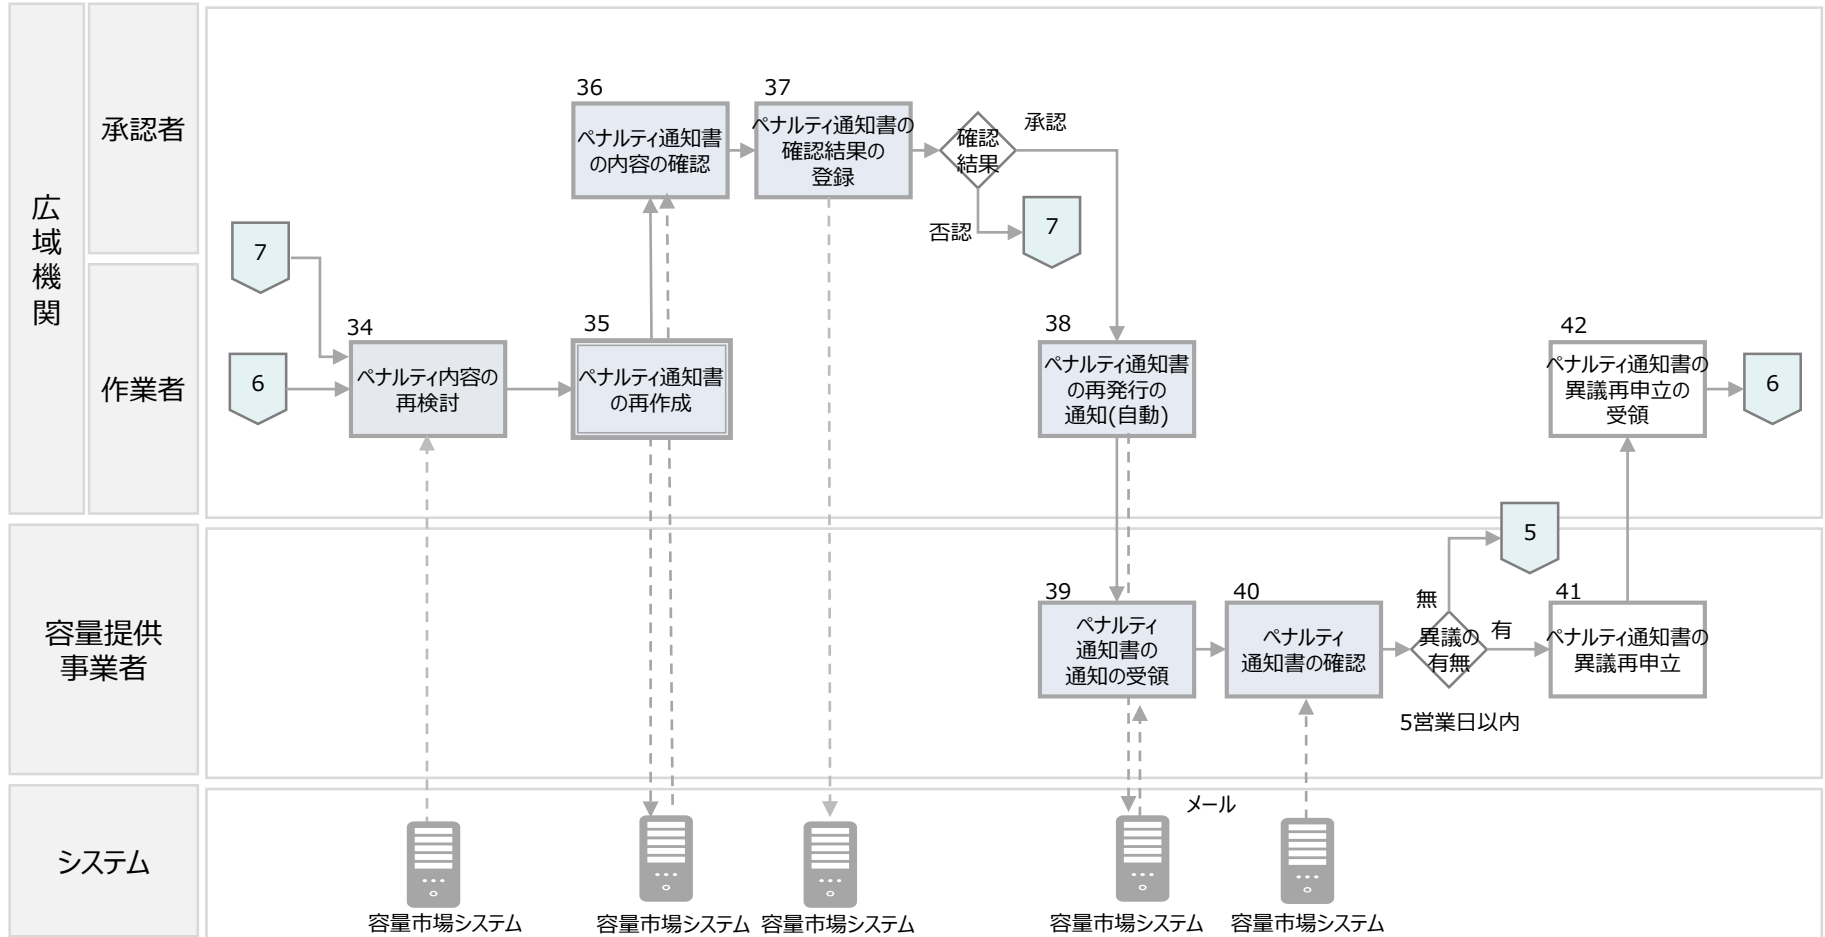 広域機関
承認者
作業者
容量提供
事業者
システム
36
ペナルティ通知書
の内容の確認
37
ペナルティ通知書の
確認結果の
登録
確認
結果
承認
否認
7
7
6
34
ペナルティ内容の
再検討
35
ペナルティ通知書
の再作成
38
ペナルティ通知書
の再発行の
通知(自動)
42
ペナルティ通知書の
異議再申立の
受領
6
5
39
ペナルティ
通知書の
通知の受領
40
ペナルティ
通知書の確認
無
異議の
有無
有
5営業日以内
41
ペナルティ通知書の
異議再申立
メール
容量市場システム
容量市場システム
容量市場システム
容量市場システム
容量市場システム